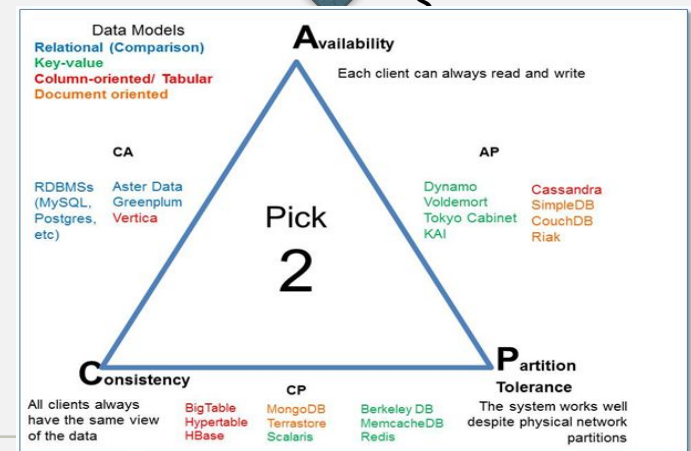 Data Models
Relational (Comparison)
Key-value
Column-oriented/ Tabular
Document oriented
Availability
Each client can always read and write
CA
RDBMSs
(MySQL,
Postgres,
etc)
Aster Data
Greenplum
Vertica
AP
Dynamo
Voldemort
Tokyo Cabinet
KAI
Cassandra
SimpleDB
CouchDB
Riak
Pick
2
Consistency
All clients always
have the same view
of the data
CP
BigTable
Hypertable
HBase
MongoDB
Terrastore
Scalaris
Berkeley DB
MemcacheDB
Redis
Partition
Tolerance
The system works well
despite physical network
partitions